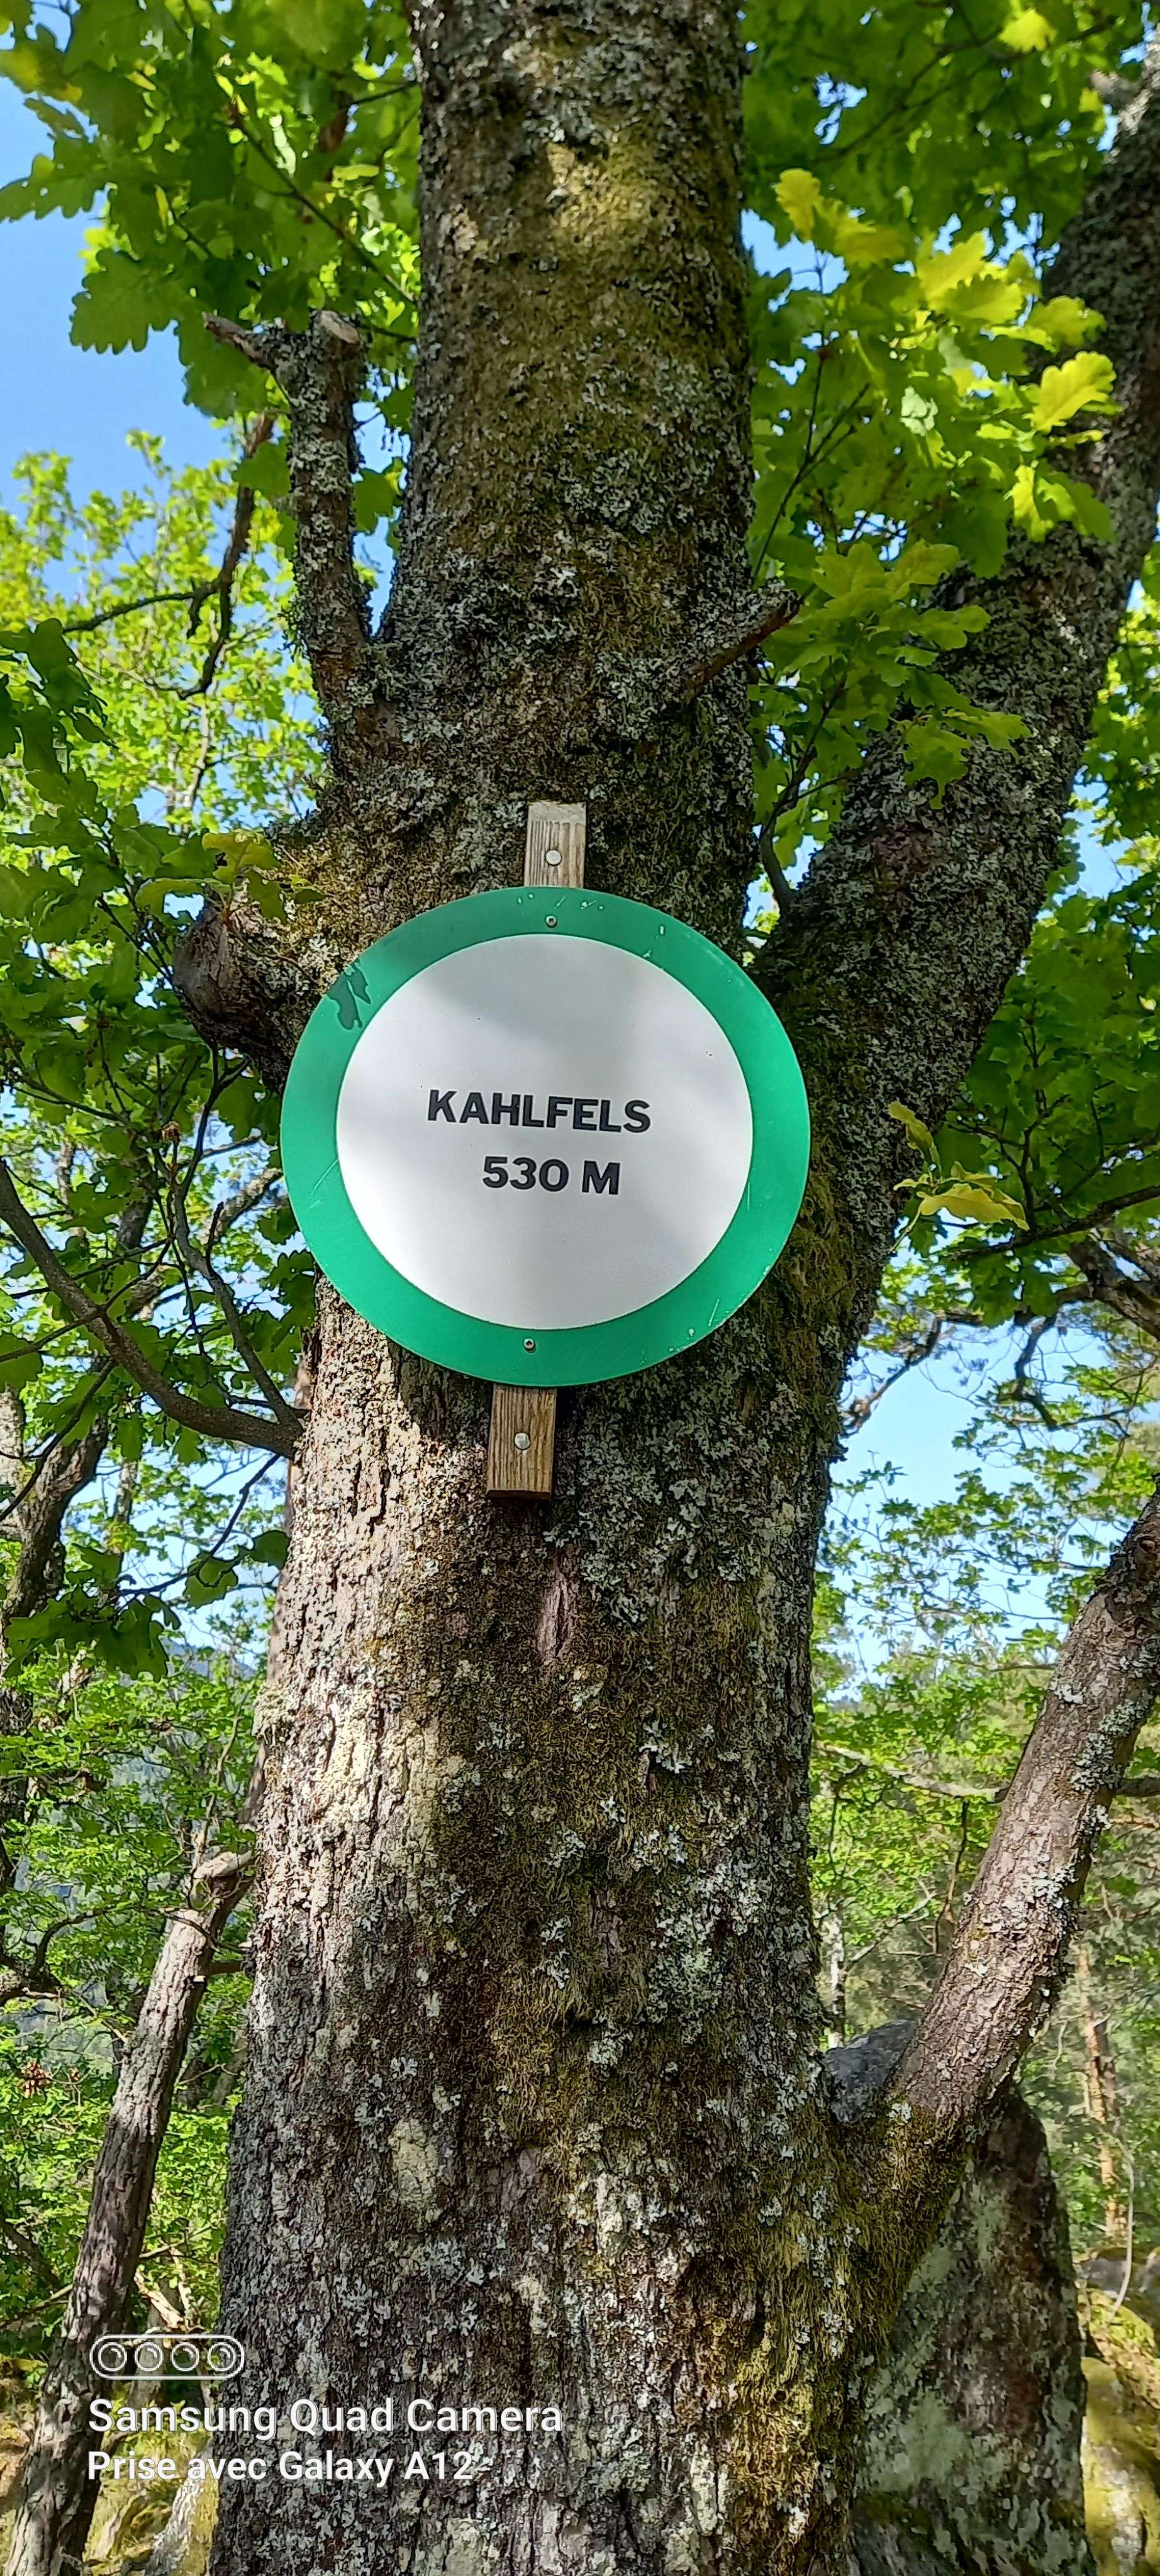 KAHLFELS
530 M
Samsung Quad Camera
Prise avec Galaxy A12